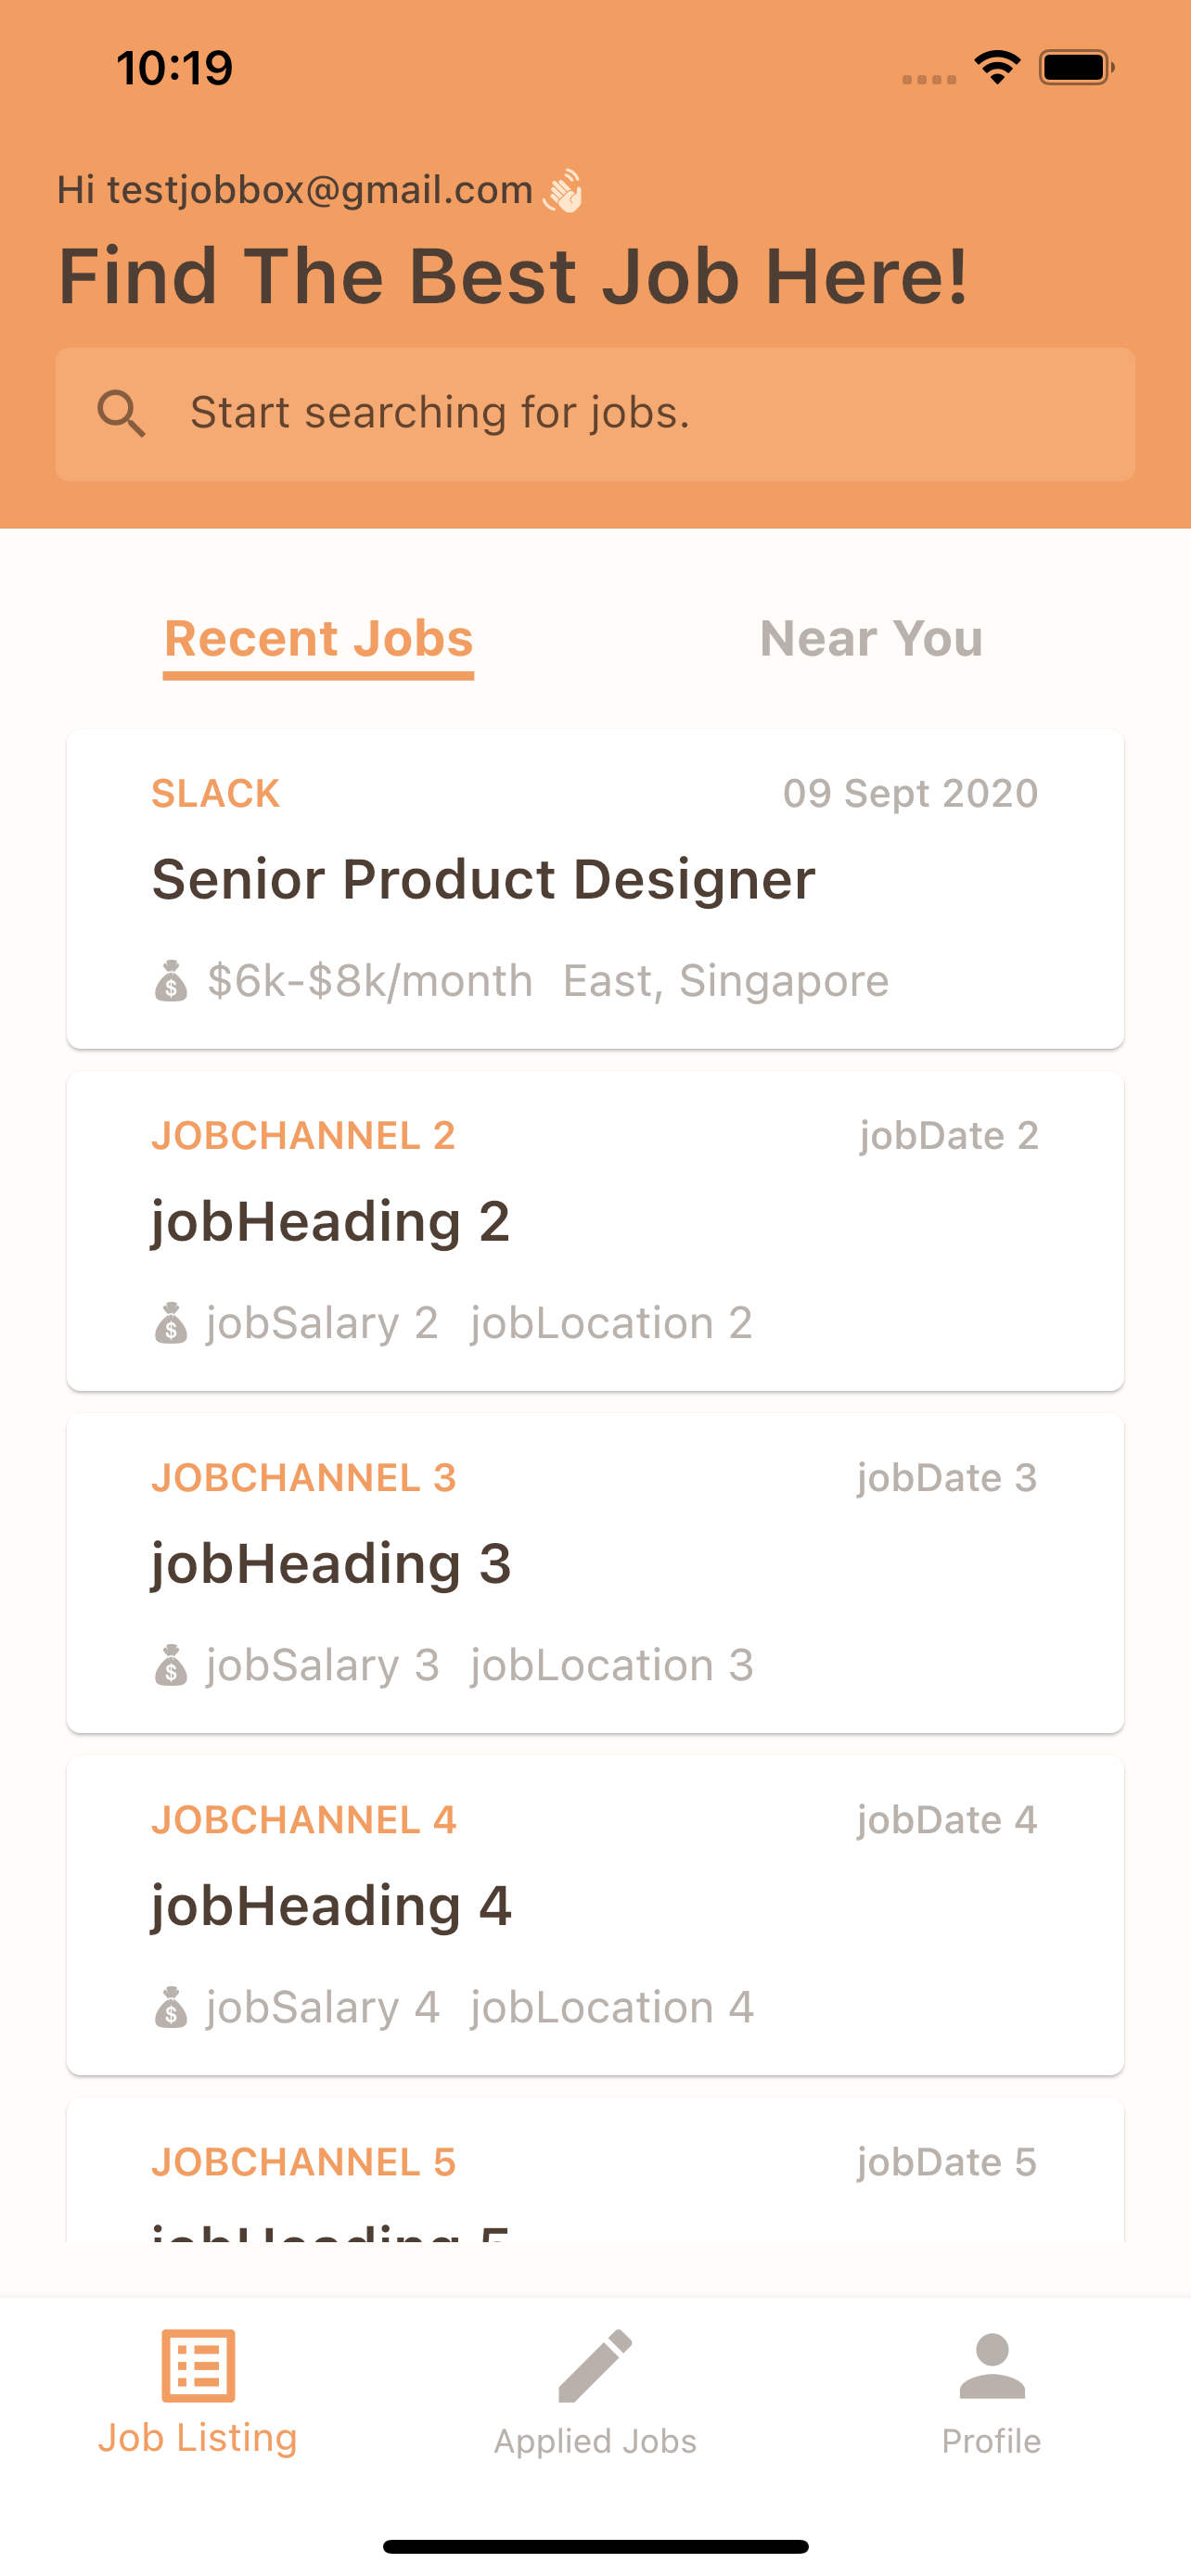 10:19
Hi testjobbox@gmail.com👋🏻
Find The Best Job Here!
Start searching for jobs.
Recent Jobs Near You
SLACK 09 Sept 2020
Senior Product Designer
$6k-$8k/month East, Singapore
JOBCHANNEL 2 jobDate 2
jobHeading 2
jobSalary 2 jobLocation 2
JOBCHANNEL 3 jobDate 3
jobHeading 3
jobSalary 3 jobLocation 3
JOBCHANNEL 4 jobDate 4
jobHeading 4
jobSalary 4 jobLocation 4
JOBCHANNEL 5 jobDate 5
jobHeading 5
Job Listing Applied Jobs Profile